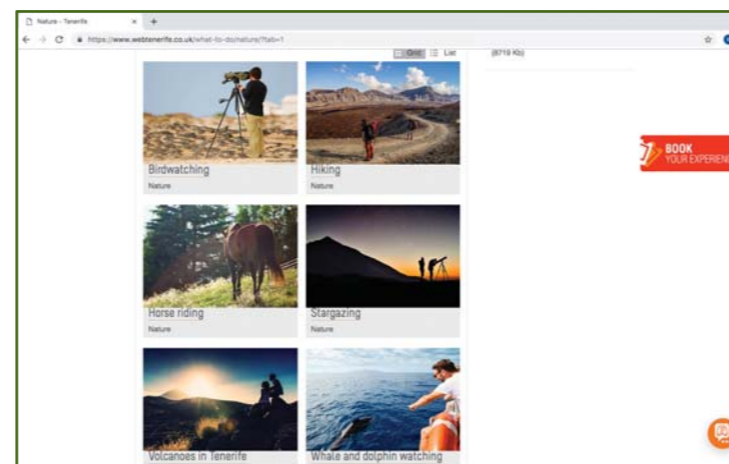 Nature - Tenerife
https://www.webtenerife.co.uk/what-to-do/nature/?tab=1
Grid List
(8719 Kb)
Birdwatching
Nature
Hiking
Nature
BOOK
YOUR EXPERIEN
Horse riding
Nature
Stargazing
Nature
Volcanoes in Tenerife
Whale and dolphin watching